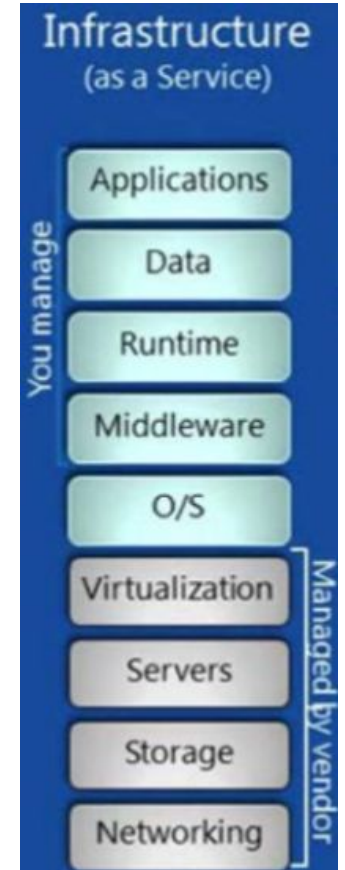 Infrastructure
(as a Service)
You manage
Applications
Data
Runtime
Middleware
O/S
Virtualization
Servers
Storage
Networking
Managed by vendor